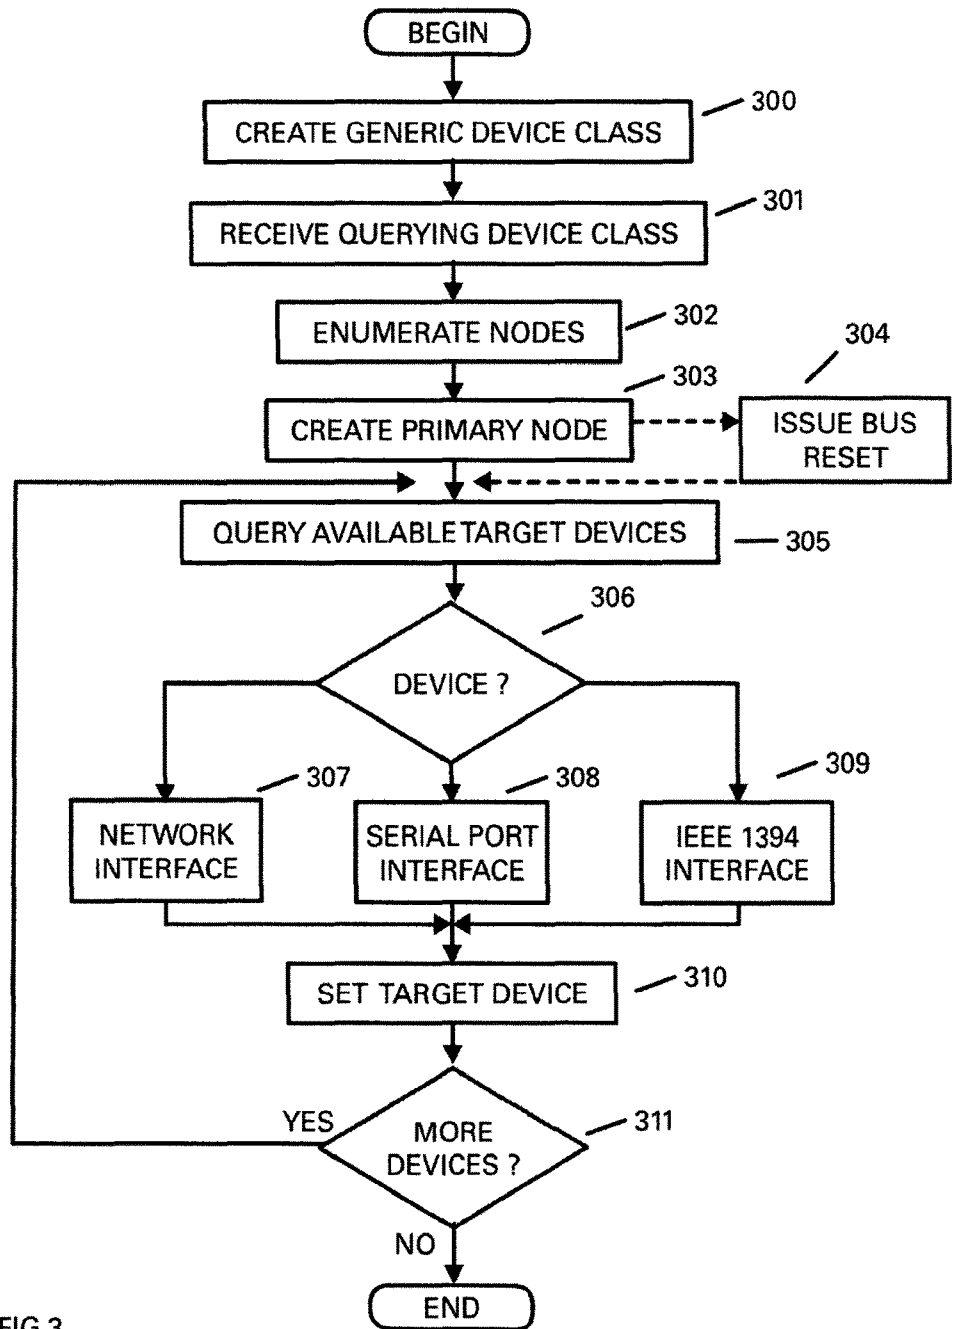 BEGIN
300
CREATE GENERIC DEVICE CLASS
301
RECEIVE QUERYING DEVICE CLASS
302
ENUMERATE NODES
303
CREATE PRIMARY NODE
304
ISSUE BUS
RESET
QUERY AVAILABLE TARGET DEVICES
305
306
DEVICE ?
307
NETWORK
INTERFACE
308
SERIAL PORT
INTERFACE
309
IEEE 1394
INTERFACE
SET TARGET DEVICE
310
311
MORE
DEVICES ?
YES
NO
END
FIG 3